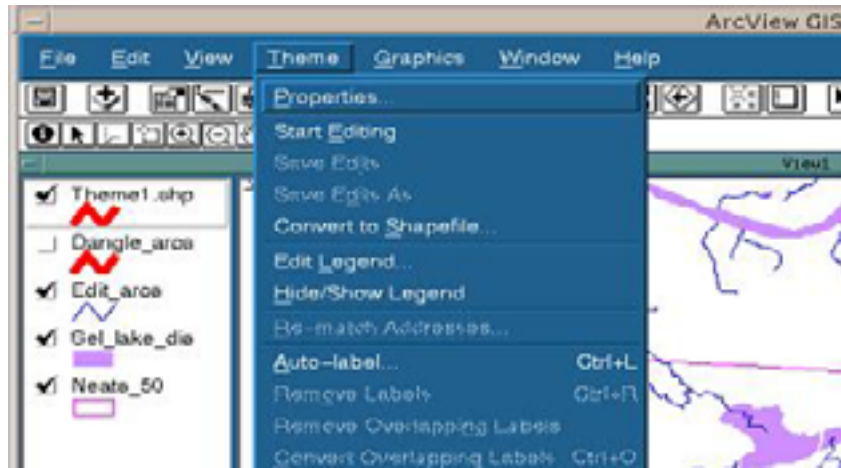 ArcView GIS
File Edit View Theme Graphics Window Help
Properties...
Start Editing
Save Edits
View1
Save Edits As
Convert to Shapefile...
Edit Legend...
Hide/Show Legend
Re-match Addresses...
Auto-label... Ctrl+L
Remove Labels Ctrl+R
Remove Overlapping Labels
Convert Overlapping Labels Ctrl+O
Theme1.shp
Dangle_arcs
Edit_arcs
Gel_lake_dis
Neate_50